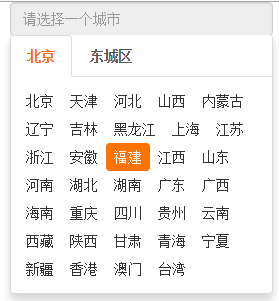 请选择一个城市
北京 东城区
北京 天津 河北 山西 内蒙古
辽宁 吉林 黑龙江 上海 江苏
浙江 安徽 福建 江西 山东
河南 湖北 湖南 广东 广西
海南 重庆 四川 贵州 云南
西藏 陕西 甘肃 青海 宁夏
新疆 香港 澳门 台湾